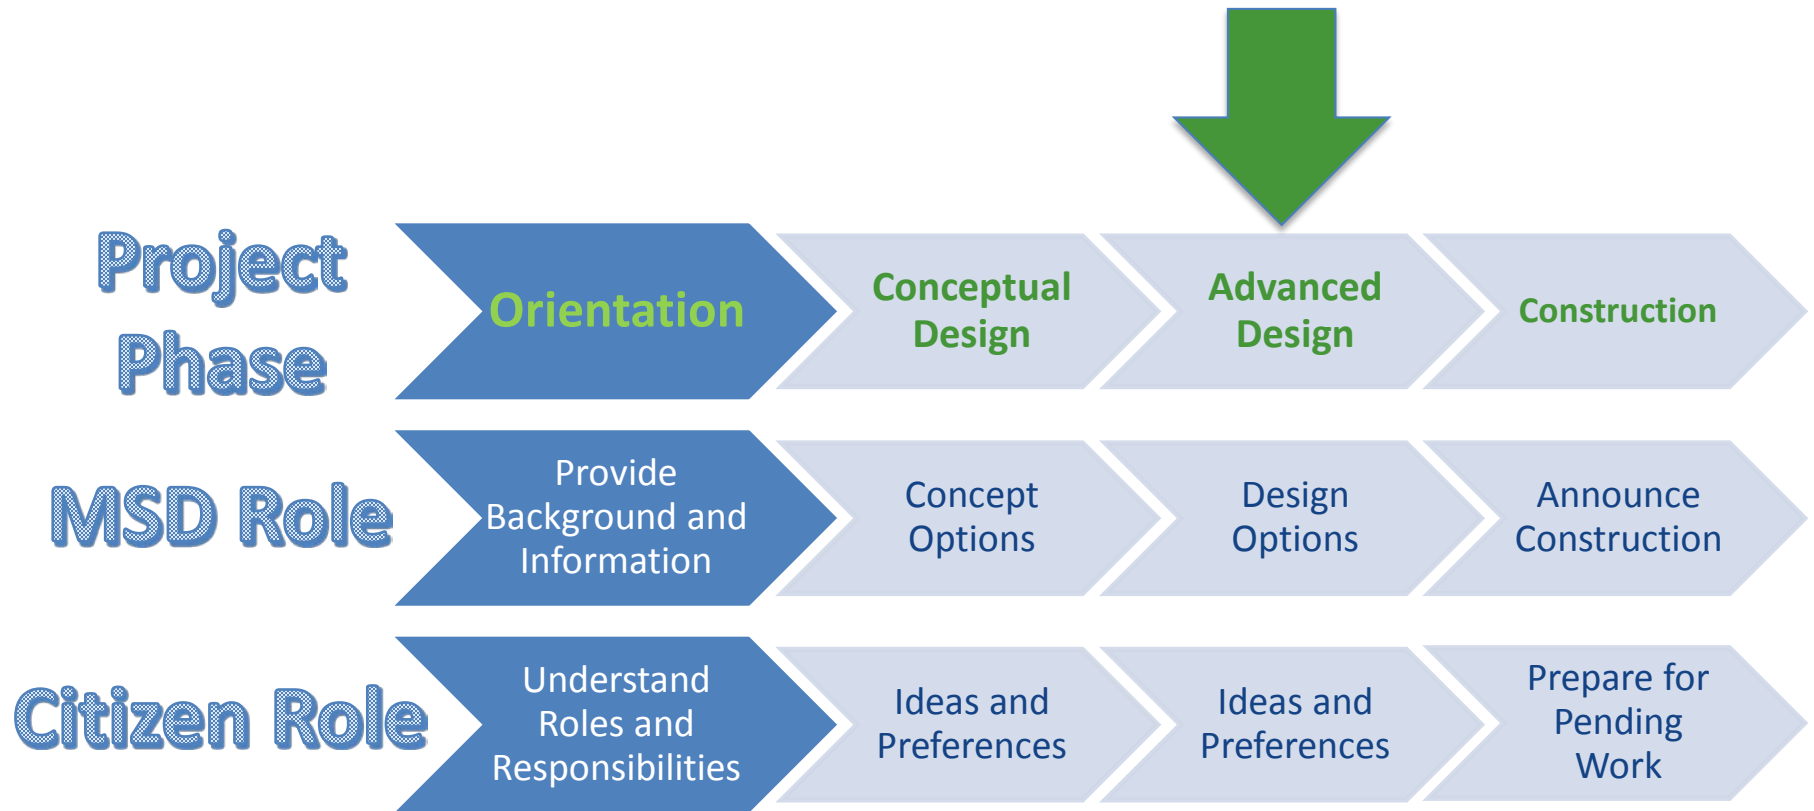 Project
Phase
Orientation
Conceptual
Design
Advanced
Design
Construction
MSD Role
Provide
Background and
Information
Concept
Options
Design
Options
Announce
Construction
Citizen Role
Understand
Roles and
Responsibilities
Ideas and
Preferences
Ideas and
Preferences
Prepare for
Pending
Work